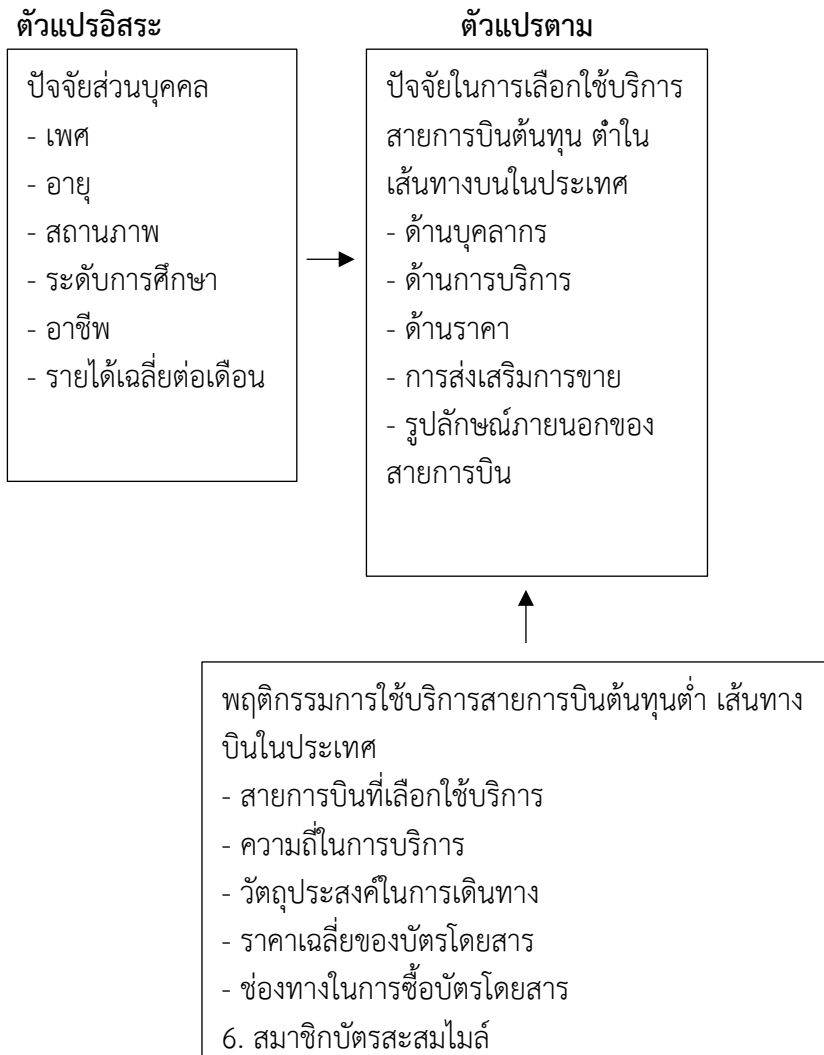 ตัวแปรอิสระ
ตัวแปรตาม
ปัจจัยส่วนบุคคล
- เพศ
- อายุ
- สถานภาพ
- ระดับการศึกษา
- อาชีพ
- รายได้เฉลี่ยต่อเดือน
ปัจจัยในการเลือกใช้บริการ
สายการบินต้นทุน ต่ำใน
เส้นทางบนในประเทศ
- ด้านบุคลากร
- ด้านการบริการ
- ด้านราคา
- การส่งเสริมการขาย
- รูปลักษณ์ภายนอกของ
สายการบิน
พฤติกรรมการใช้บริการสายการบินต้นทุนต่ำ เส้นทาง
บินในประเทศ
- สายการบินที่เลือกใช้บริการ
- ความถี่ในการบริการ
- วัตถุประสงค์ในการเดินทาง
- ราคาเฉลี่ยของบัตรโดยสาร
- ช่องทางในการซื้อบัตรโดยสาร
6. สมาชิกบัตรสะสมไมล์